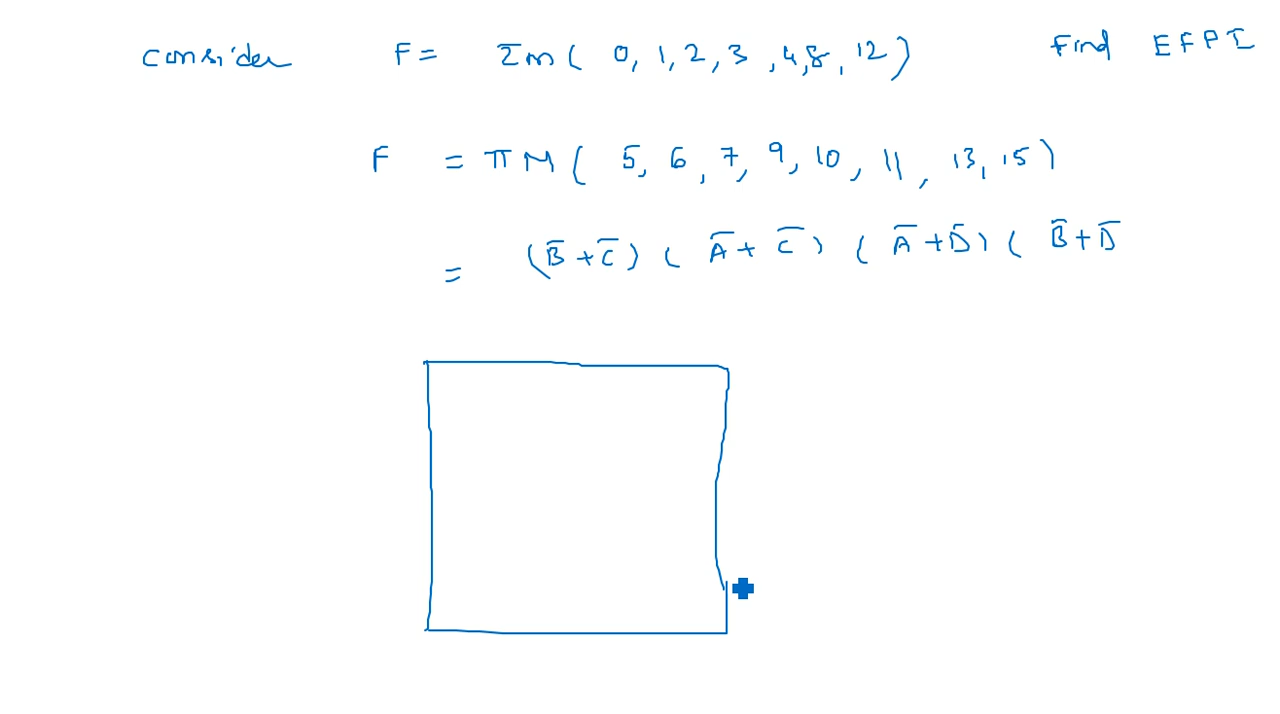 consider F = Σm( 0, 1, 2, 3 , 4, 8, 12) Find EFPI
F = πM( 5, 6, 7, 9, 10, 11, 13, 15)
= (B̅ + C̅) ( A̅ + C̅) ( A̅ + D̅) ( B̅ + D̅